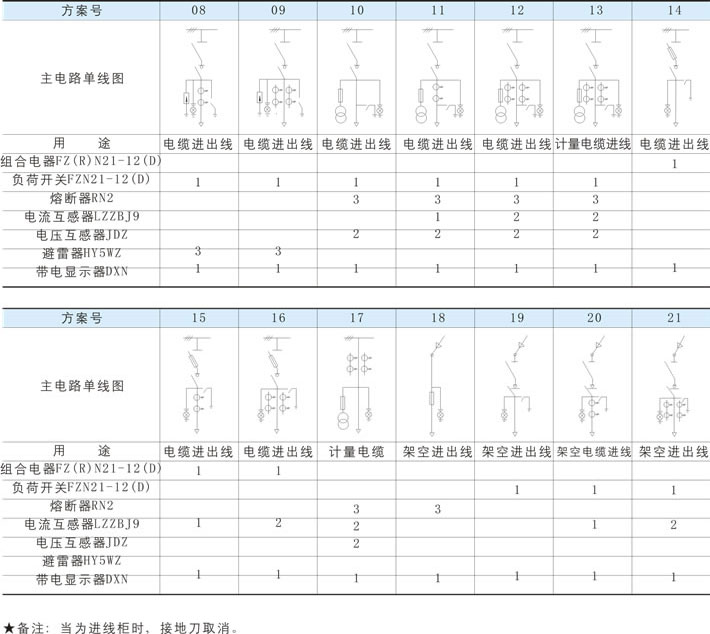 方案号 08 09 10 11 12 13 14
主电路单线图
用 途 电缆进出线 电缆进出线 电缆进出线 电缆进出线 电缆进出线 计量电缆进线 电缆进出线
组合电器FZ(R)N21-12(D) 1
负荷开关FZN21-12(D) 1 1 1 1 1 1
熔断器RN2 3 3 3 3
电流互感器LZZBJ9 1 2 2
电压互感器JDZ 2 2 2 2
避雷器HY5WZ 3 3
带电显示器DXN 1 1 1 1 1 1 1
方案号 15 16 17 18 19 20 21
主电路单线图
用 途 电缆进出线 电缆进出线 计量电缆 架空进出线 架空进出线 架空电缆进线 架空进出线
组合电器FZ(R)N21-12(D) 1 1
负荷开关FZN21-12(D) 1 1 1
熔断器RN2 3 3
电流互感器LZZBJ9 1 2 2 1 2
电压互感器JDZ 2
避雷器HY5WZ
带电显示器DXN 1 1 1 1 1 1 1
★备注: 当为进线柜时, 接地刀取消。